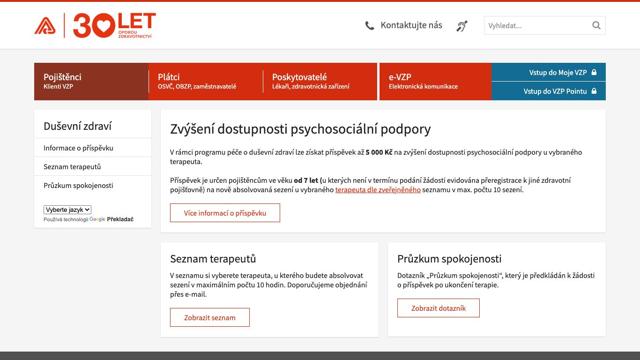 30 LET
OPOROU
ZDRAVOTNICTVÍ
Kontaktujte nás
Vyhledat...
Pojištěnci
Klienti VZP
Plátci
OSVČ, OBZP, zaměstnavatelé
Poskytovatelé
Lékaři, zdravotnická zařízení
e-VZP
Elektronická komunikace
Vstup do Moje VZP
Vstup do VZP Pointu
Duševní zdraví
Informace o příspěvku
Seznam terapeutů
Průzkum spokojenosti
Vyberte jazyk
Používá technologii Google Překladač
Zvýšení dostupnosti psychosociální podpory
V rámci programu péče o duševní zdraví lze získat příspěvek až 5 000 Kč na zvýšení dostupnosti psychosociální podpory u vybraného
terapeuta.
Příspěvek je určen pojištěncům ve věku od 7 let (u kterých není v termínu podání žádosti evidována přeregistrace k jiné zdravotní
pojišťovně) na nově absolvovaná sezení u vybraného terapeuta dle zveřejněného seznamu v max. počtu 10 sezení.
Více informací o příspěvku
Seznam terapeutů
V seznamu si vyberete terapeuta, u kterého budete absolvovat
sezení v maximálním počtu 10 hodin. Doporučujeme objednání
přes e-mail.
Zobrazit seznam
Průzkum spokojenosti
Dotazník „Průzkum spokojenosti", který je předkládán k žádosti
o příspěvek po ukončení terapie.
Zobrazit dotazník